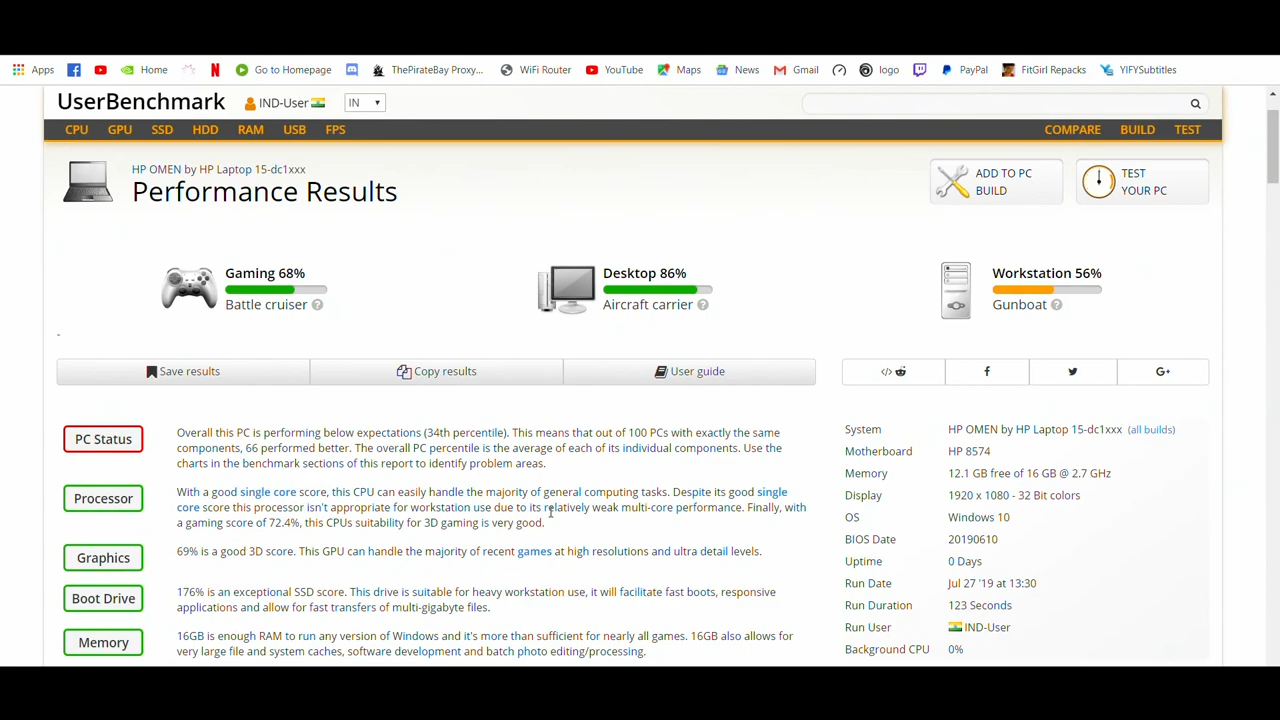 Apps Home Go to Homepage ThePirateBay Proxy... WiFi Router YouTube Maps News Gmail logo PayPal FitGirl Repacks YIFYSubtitles
UserBenchmark IND-User IN
CPU GPU SSD HDD RAM USB FPS COMPARE BUILD TEST
HP OMEN by HP Laptop 15-dc1xxx
Performance Results
ADD TO PC
BUILD
TEST
YOUR PC
Gaming 68%
Battle cruiser ?
Desktop 86%
Aircraft carrier ?
Workstation 56%
Gunboat ?
-
Save results Copy results User guide
</> f G+
PC Status
Overall this PC is performing below expectations (34th percentile). This means that out of 100 PCs with exactly the same
components, 66 performed better. The overall PC percentile is the average of each of its individual components. Use the
charts in the benchmark sections of this report to identify problem areas.
Processor
With a good single core score, this CPU can easily handle the majority of general computing tasks. Despite its good single
core score this processor isn't appropriate for workstation use due to its relatively weak multi-core performance. Finally, with
a gaming score of 72.4%, this CPUs suitability for 3D gaming is very good.
Graphics
69% is a good 3D score. This GPU can handle the majority of recent games at high resolutions and ultra detail levels.
Boot Drive
176% is an exceptional SSD score. This drive is suitable for heavy workstation use, it will facilitate fast boots, responsive
applications and allow for fast transfers of multi-gigabyte files.
Memory
16GB is enough RAM to run any version of Windows and it's more than sufficient for nearly all games. 16GB also allows for
very large file and system caches, software development and batch photo editing/processing.
System HP OMEN by HP Laptop 15-dc1xxx (all builds)
Motherboard HP 8574
Memory 12.1 GB free of 16 GB @ 2.7 GHz
Display 1920 x 1080 - 32 Bit colors
OS Windows 10
BIOS Date 20190610
Uptime 0 Days
Run Date Jul 27 '19 at 13:30
Run Duration 123 Seconds
Run User IND-User
Background CPU 0%